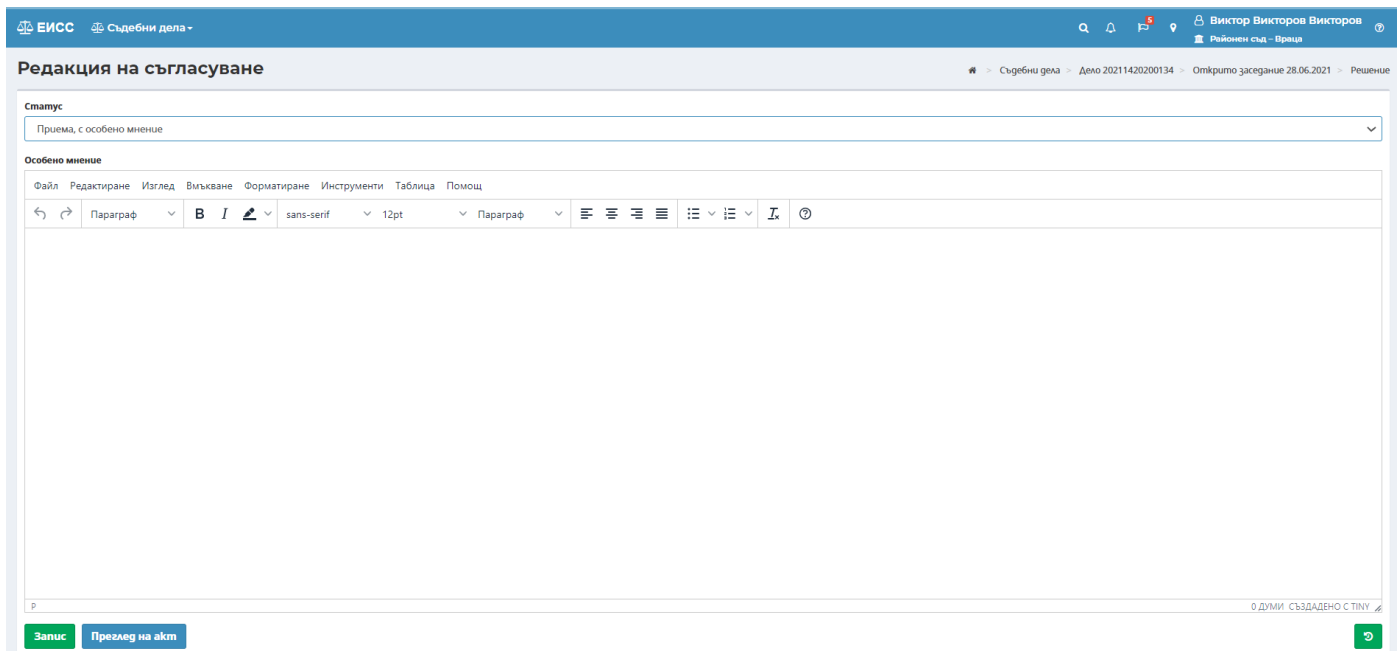 ЕИСС Съдебни дела
5 Виктор Викторов Викторов
Районен съд – Враца
Редакция на съгласуване
> Съдебни дела > Дело 20211420200134 > Открито заседание 28.06.2021 > Решение
Статус
Приема, с особено мнение
Особено мнение
Файл Редактиране Изглед Вмъкване Форматиране Инструменти Таблица Помощ
Параграф B I sans-serif 12pt Параграф
P 0 ДУМИ СЪЗДАДЕНО С TINY
Запис Преглед на акт